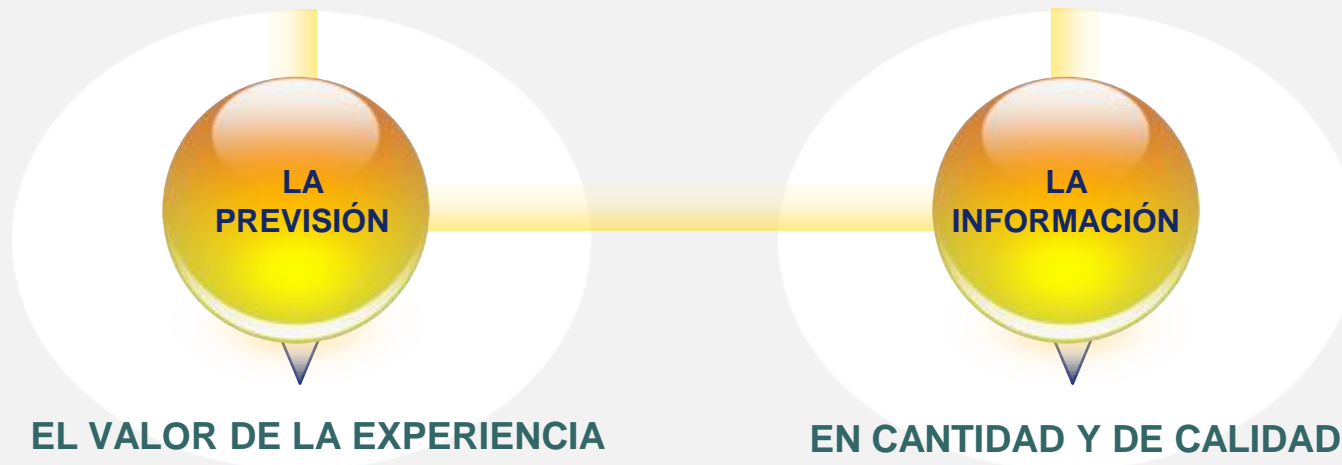 LA
PREVISIÓN
LA
INFORMACIÓN
EL VALOR DE LA EXPERIENCIA
EN CANTIDAD Y DE CALIDAD